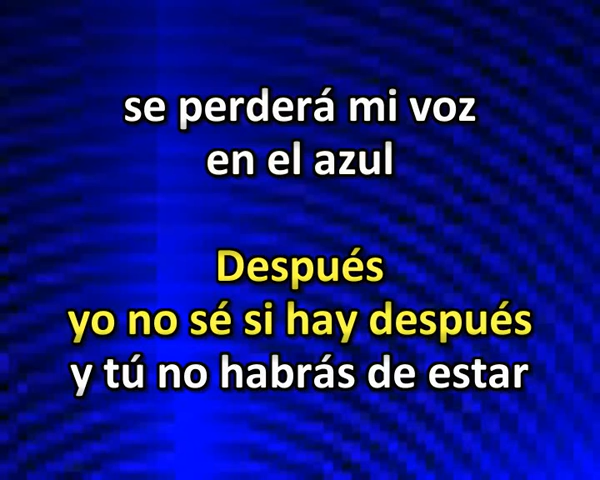 se perderá mi voz
en el azul
Después
yo no sé si hay después
y tú no habrás de estar